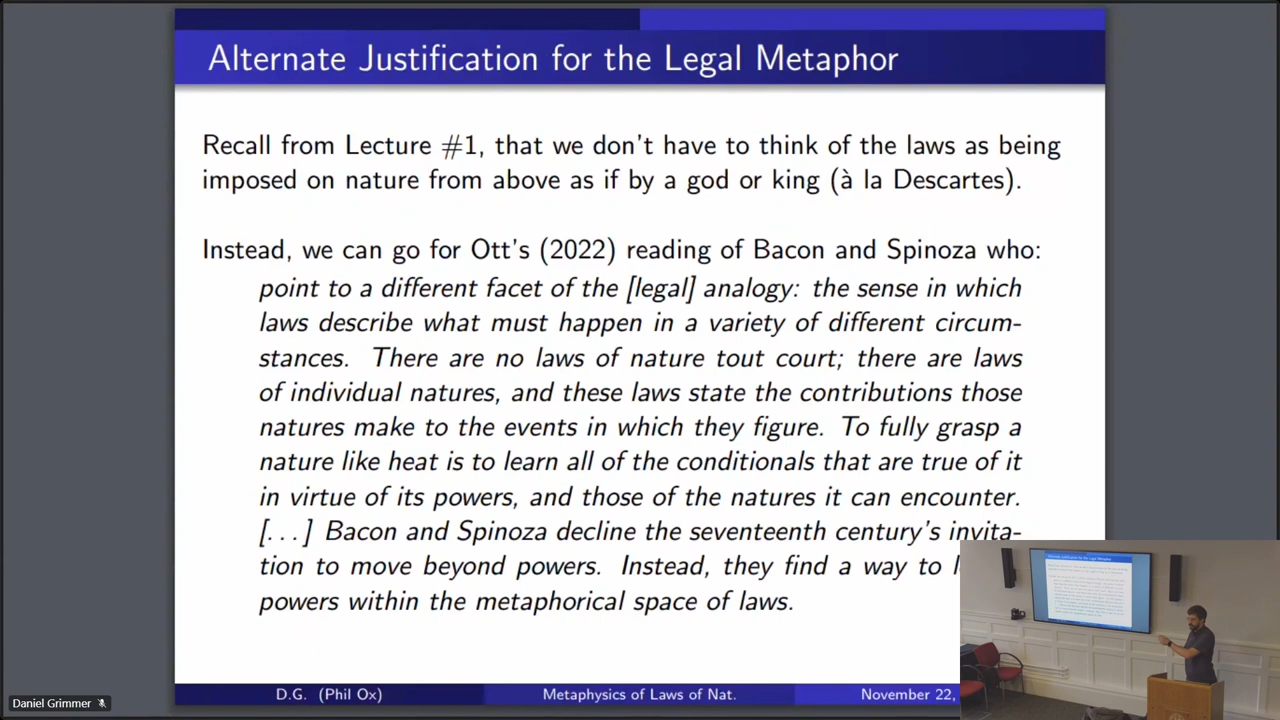 Alternate Justification for the Legal Metaphor
Recall from Lecture #1, that we don't have to think of the laws as being
imposed on nature from above as if by a god or king (à la Descartes).
Instead, we can go for Ott's (2022) reading of Bacon and Spinoza who:
point to a different facet of the [legal] analogy: the sense in which
laws describe what must happen in a variety of different circum-
stances. There are no laws of nature tout court; there are laws
of individual natures, and these laws state the contributions those
natures make to the events in which they figure. To fully grasp a
nature like heat is to learn all of the conditionals that are true of it
in virtue of its powers, and those of the natures it can encounter.
[...] Bacon and Spinoza decline the seventeenth century's invita-
tion to move beyond powers. Instead, they find a way to
powers within the metaphorical space of laws.
D.G. (Phil Ox) Metaphysics of Laws of Nat. November 22,
Daniel Grimmer